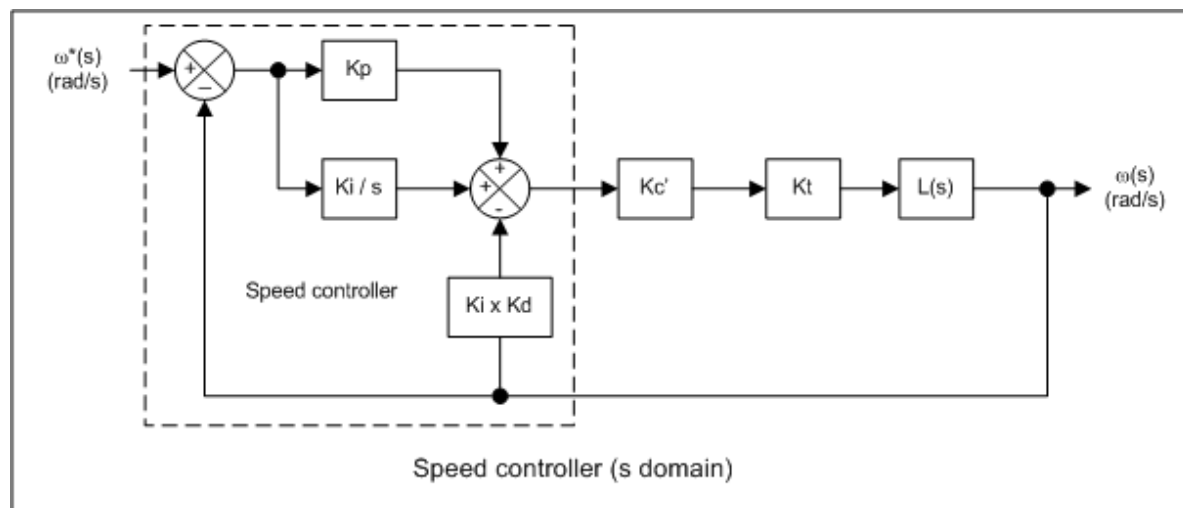 ω*(s)
(rad/s)
+
−
Kp
Ki / s
+
+
-
Kc'
Kt
L(s)
ω(s)
(rad/s)
Speed controller
Ki x Kd
Speed controller (s domain)